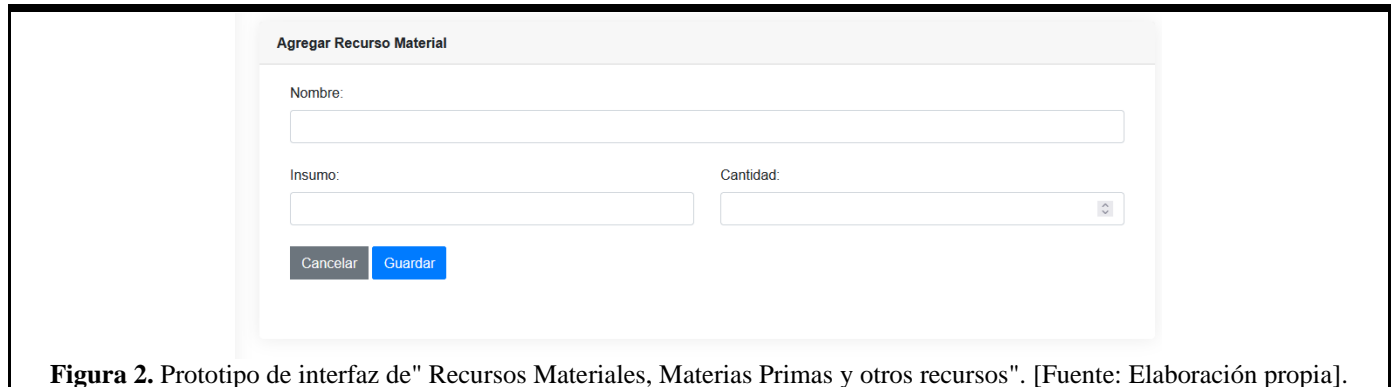 Agregar Recurso Material
Nombre:
Insumo: Cantidad:
Cancelar Guardar
Figura 2. Prototipo de interfaz de" Recursos Materiales, Materias Primas y otros recursos". [Fuente: Elaboración propia].